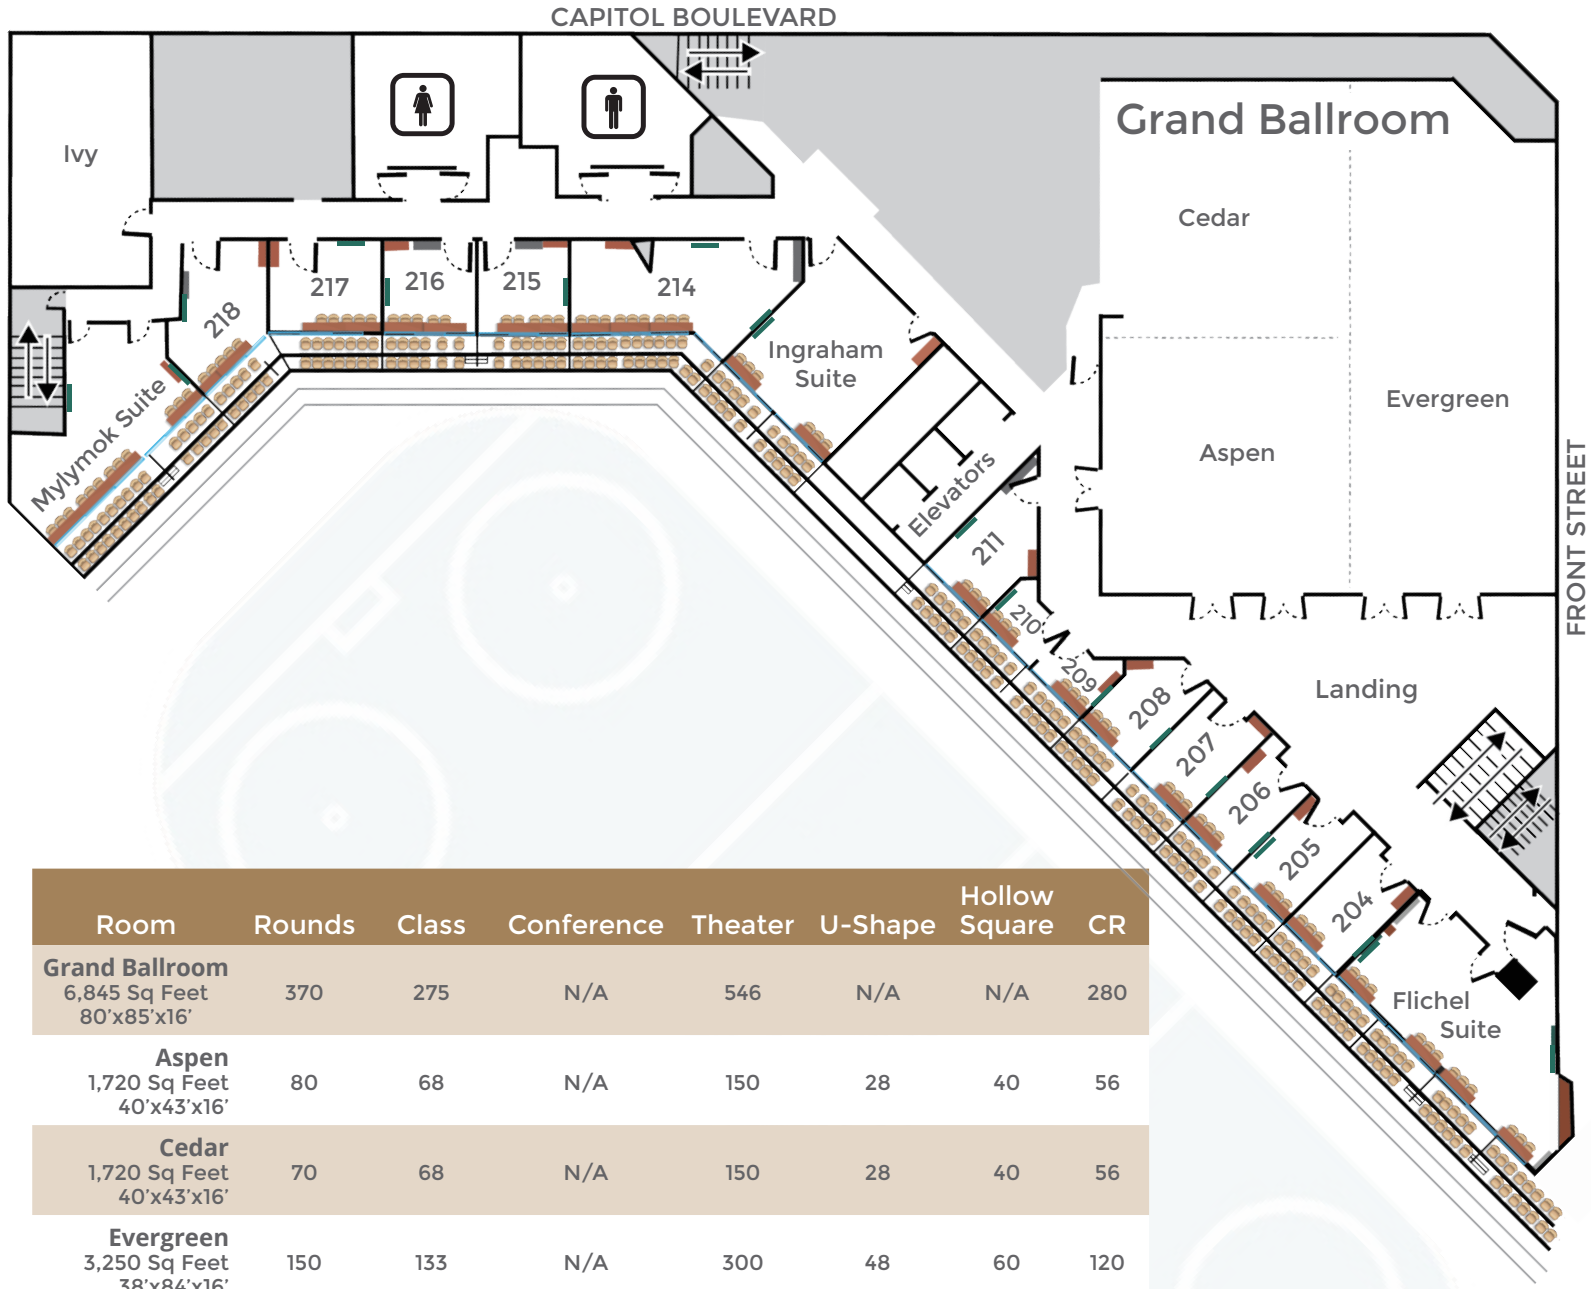 CAPITOL BOULEVARD
Grand Ballroom
Ivy
Cedar
217
216
215
214
218
Ingraham
Suite
Mylymok Suite
Evergreen
Aspen
Elevators
FRONT STREET
211
210
209
208
207
206
205
204
Landing
Flichel
Suite
Room Rounds Class Conference Theater U-Shape Hollow Square CR
Grand Ballroom
6,845 Sq Feet 370 275 N/A 546 N/A N/A 280
80’x85’x16’
Aspen
1,720 Sq Feet 80 68 N/A 150 28 40 56
40’x43’x16’
Cedar
1,720 Sq Feet 70 68 N/A 150 28 40 56
40’x43’x16’
Evergreen
3,250 Sq Feet 150 133 N/A 300 48 60 120
38’x84’x16’